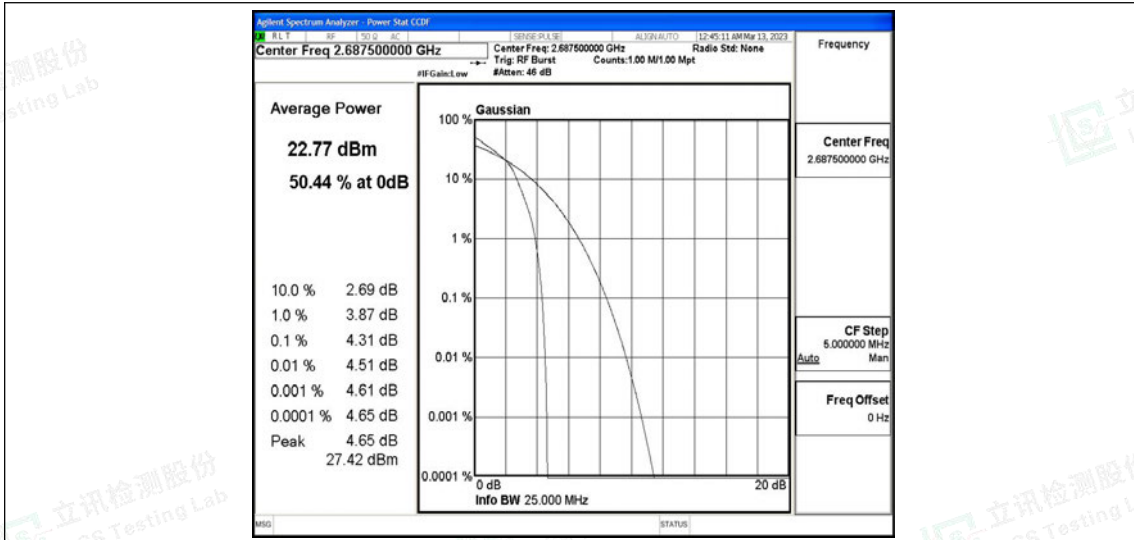 Agilent Spectrum Analyzer - Power Stat CCDF
RLT RF 50 Ω AC SENSE:PULSE ALIGN AUTO 12:45:11 AM Mar 13, 2023
Center Freq 2.687500000 GHz
Center Freq: 2.687500000 GHz Radio Std: None
Trig: RF Burst Counts:1.00 M/1.00 Mpt
#IFGain:Low #Atten: 46 dB
Frequency
Average Power
22.77 dBm
50.44 % at 0dB
10.0 % 2.69 dB
1.0 % 3.87 dB
0.1 % 4.31 dB
0.01 % 4.51 dB
0.001 % 4.61 dB
0.0001 % 4.65 dB
Peak 4.65 dB
27.42 dBm
Gaussian
100 %
10 %
1 %
0.1 %
0.01 %
0.001 %
0.0001 %
0 dB 20 dB
Info BW 25.000 MHz
Center Freq
2.687500000 GHz
CF Step
5.000000 MHz
Auto Man
Freq Offset
0 Hz
MSG STATUS
检测股份
Testing Lab
立讯检测股份
LCS Testing Lab
立讯检测股份
LCS Testing L